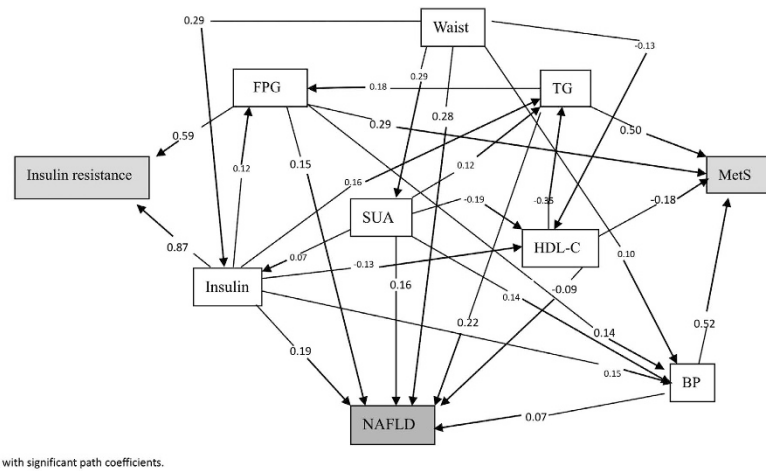 0.29
Waist
-0.13
FPG
0.18
0.29
0.28
TG
0.29
0.50
0.59
0.12
0.15
0.16
0.12
Insulin resistance
MetS
SUA
-0.19
-0.35
-0.18
0.87
0.07
-0.13
HDL-C
0.10
Insulin
0.16
0.14
-0.09
0.19
0.22
0.14
0.52
0.15
BP
NAFLD
0.07
with significant path coefficients.